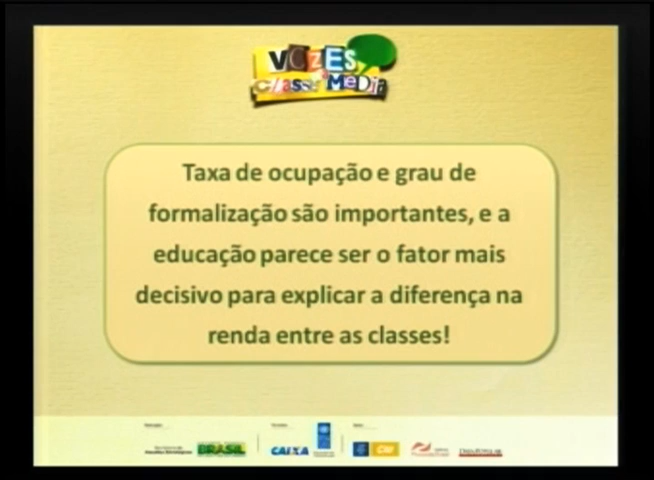 VOZES
da
Classe MéDia
Taxa de ocupação e grau de
formalização são importantes, e a
educação parece ser o fator mais
decisivo para explicar a diferença na
renda entre as classes!
BRASIL
CAIXA